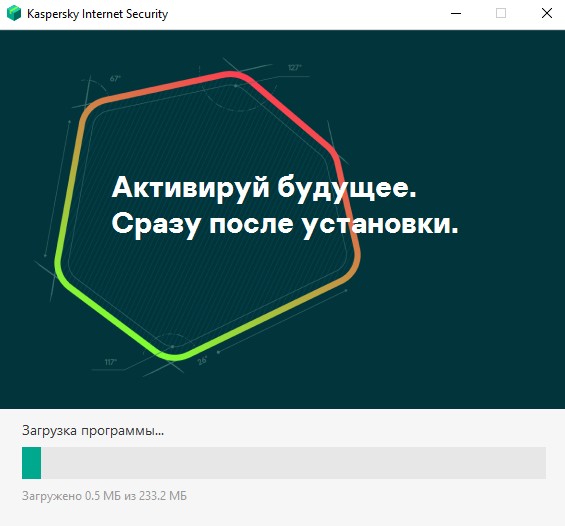 Kaspersky Internet Security
67°
127°
Активируй будущее.
Сразу после установки.
117°
26°
Загрузка программы...
Загружено 0.5 МБ из 233.2 МБ